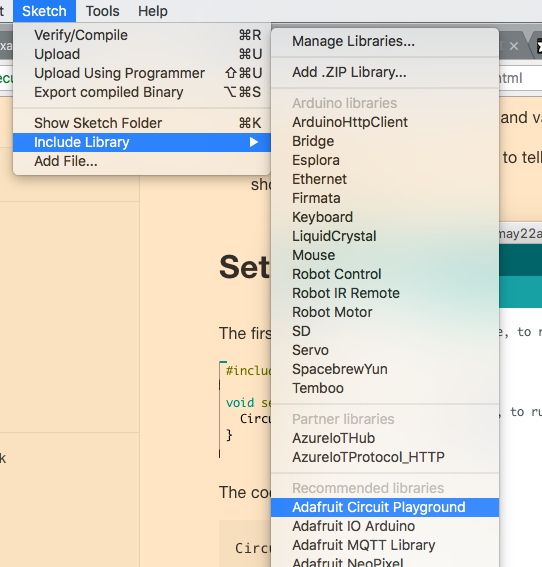 Sketch Tools Help
Verify/Compile ⌘R
Upload ⌘U
Upload Using Programmer ⇧⌘U
Export compiled Binary ⌥⌘S
Show Sketch Folder ⌘K
Include Library ▶
Add File...
Manage Libraries...
Add .ZIP Library...
Arduino libraries
ArduinoHttpClient
Bridge
Esplora
Ethernet
Firmata
Keyboard
LiquidCrystal
Mouse
Robot Control
Robot IR Remote
Robot Motor
SD
Servo
SpacebrewYun
Temboo
Partner libraries
AzureIoTHub
AzureIoTProtocol_HTTP
Recommended libraries
Adafruit Circuit Playground
Adafruit IO Arduino
Adafruit MQTT Library
Adafruit NeoPixel
html
and va
to tell
sho
may22a
Set
The firs
e, to r
#includ
void se
Circu
, to ru
}
k
The co
Circu